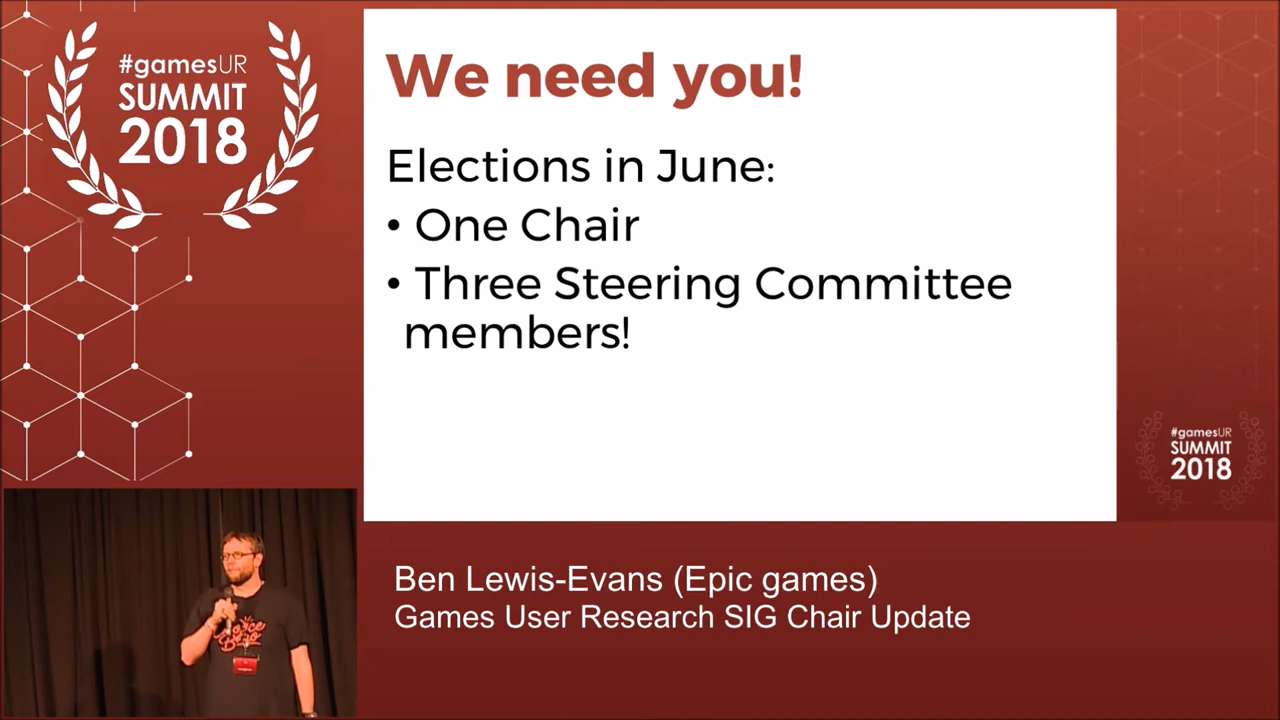 #gamesUR
SUMMIT
2018
We need you!
Elections in June:
• One Chair
• Three Steering Committee
members!
#gamesUR
SUMMIT
2018
Ben Lewis-Evans (Epic games)
Games User Research SIG Chair Update